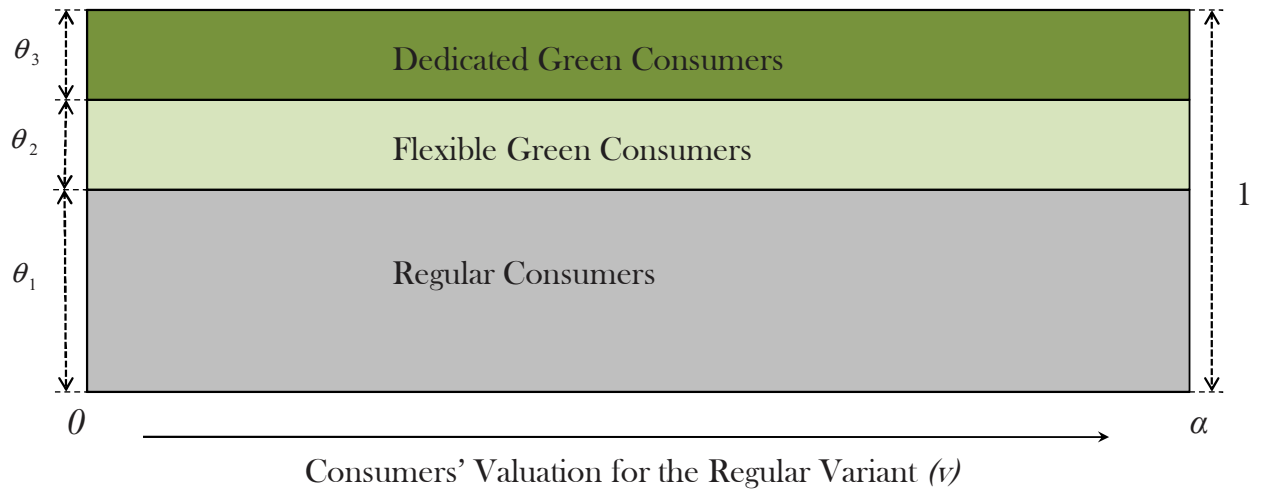 θ3
Dedicated Green Consumers
θ2
Flexible Green Consumers
1
θ1
Regular Consumers
0
α
Consumers’ Valuation for the Regular Variant (v)